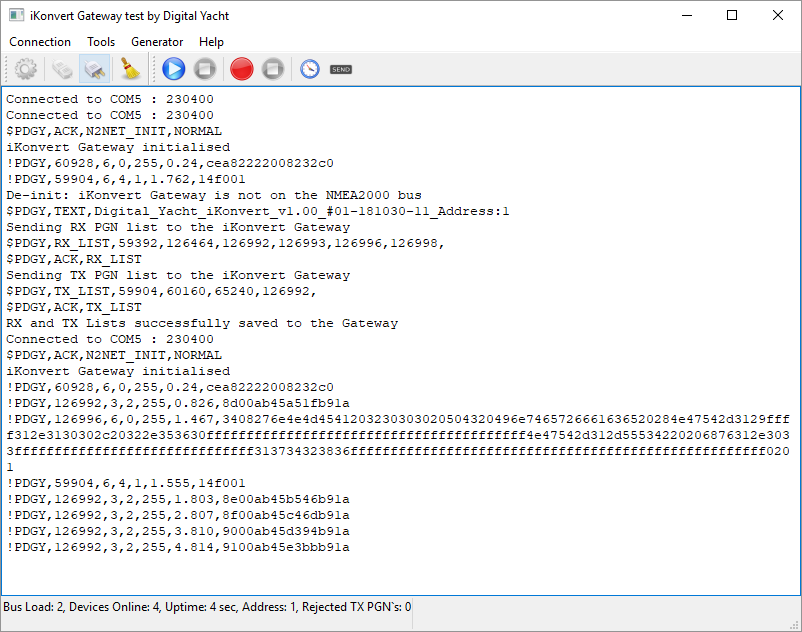 iKonvert Gateway test by Digital Yacht
Connection Tools Generator Help
SEND
Connected to COM5 : 230400
Connected to COM5 : 230400
$PDGY,ACK,N2NET_INIT,NORMAL
iKonvert Gateway initialised
!PDGY,60928,6,0,255,0.24,cea82222008232c0
!PDGY,59904,6,4,1,1.762,14f001
De-init: iKonvert Gateway is not on the NMEA2000 bus
$PDGY,TEXT,Digital_Yacht_iKonvert_v1.00_#01-181030-11_Address:1
Sending RX PGN list to the iKonvert Gateway
$PDGY,RX_LIST,59392,126464,126992,126993,126996,126998,
$PDGY,ACK,RX_LIST
Sending TX PGN list to the iKonvert Gateway
$PDGY,TX_LIST,59904,60160,65240,126992,
$PDGY,ACK,TX_LIST
RX and TX Lists successfully saved to the Gateway
Connected to COM5 : 230400
$PDGY,ACK,N2NET_INIT,NORMAL
iKonvert Gateway initialised
!PDGY,60928,6,0,255,0.24,cea82222008232c0
!PDGY,126992,3,2,255,0.826,8d00ab45a51fb91a
!PDGY,126996,6,0,255,1.467,3408276e4e4d4541203230303020504320496e7465726661636520284e47542d3129ffff
f312e3130302c20322e353630ffffffffffffffffffffffffffffffffffffffffff4e47542d312d55534220206876312e303
3ffffffffffffffffffffffffffffffff313734323836ffffffffffffffffffffffffffffffffffffffffffffffffffff020
1
!PDGY,59904,6,4,1,1.555,14f001
!PDGY,126992,3,2,255,1.803,8e00ab45b546b91a
!PDGY,126992,3,2,255,2.807,8f00ab45c46db91a
!PDGY,126992,3,2,255,3.810,9000ab45d394b91a
!PDGY,126992,3,2,255,4.814,9100ab45e3bbb91a
Bus Load: 2, Devices Online: 4, Uptime: 4 sec, Address: 1, Rejected TX PGN`s: 0